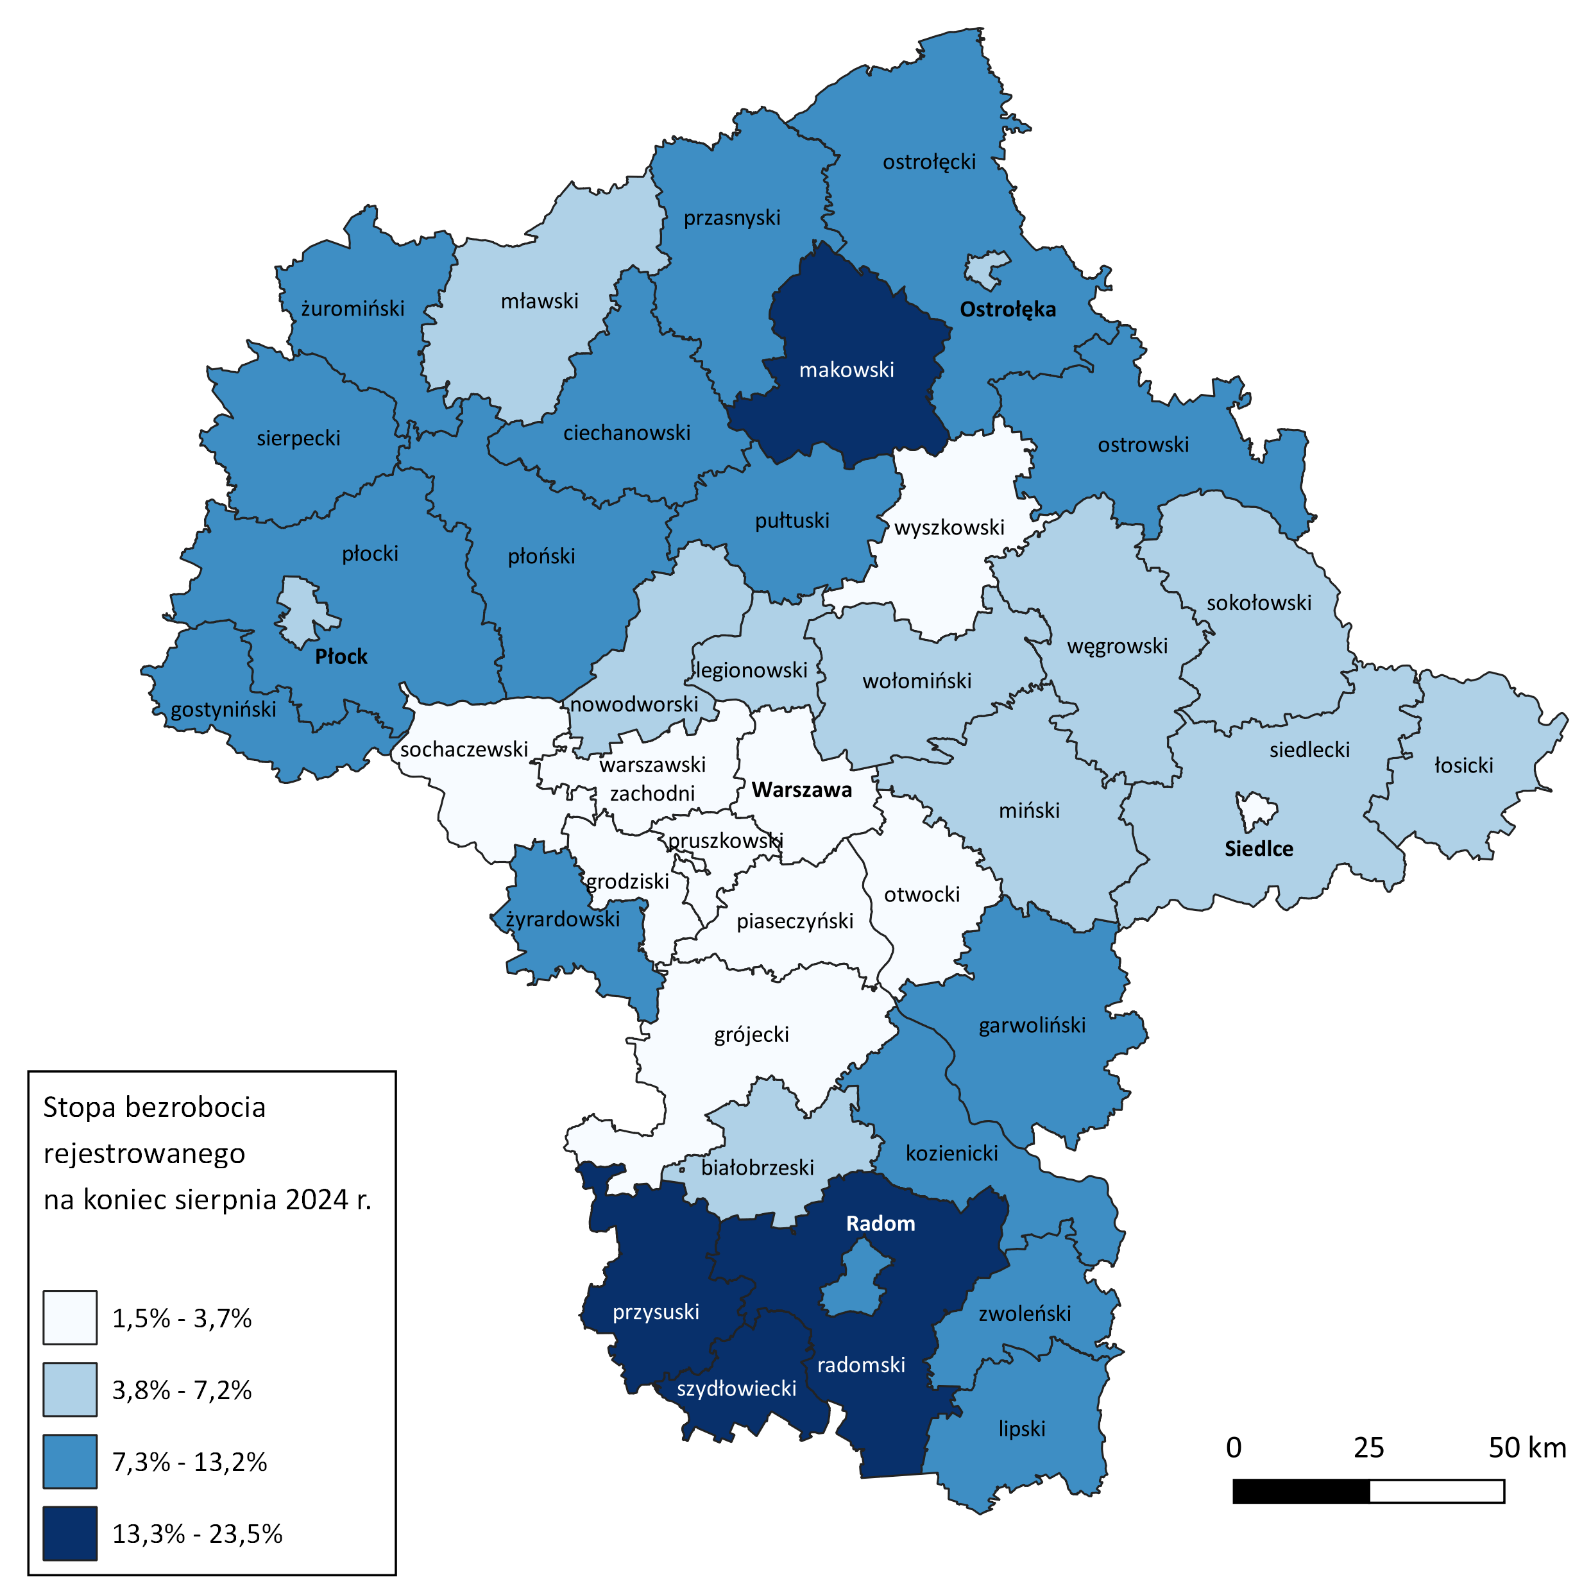 ostrołęcki
przasnyski
mławski
żuromiński
Ostrołęka
makowski
ciechanowski
sierpecki
ostrowski
pułtuski
wyszkowski
płocki
płoński
sokołowski
węgrowski
Płock
legionowski
wołomiński
nowodworski
gostyniński
sochaczewski
siedlecki
łosicki
warszawski
zachodni
Warszawa
miński
pruszkowski
Siedlce
grodziski
otwocki
żyrardowski
piaseczyński
garwoliński
grójecki
kozienicki
białobrzeski
Radom
przysuski
zwoleński
radomski
szydłowiecki
lipski
Stopa bezrobocia
rejestrowanego
na koniec sierpnia 2024 r.
1,5% - 3,7%
3,8% - 7,2%
7,3% - 13,2%
13,3% - 23,5%
0 25 50 km